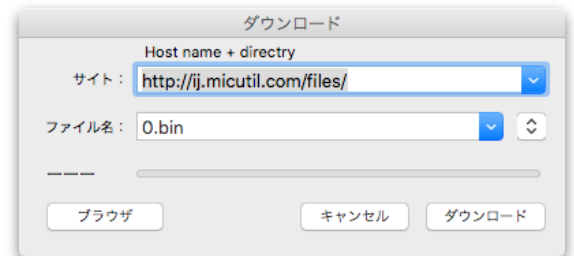 ダウンロード
Host name + directry
サイト： http://ij.micutil.com/files/
ファイル名： 0.bin
ーーー
ブラウザ キャンセル ダウンロード